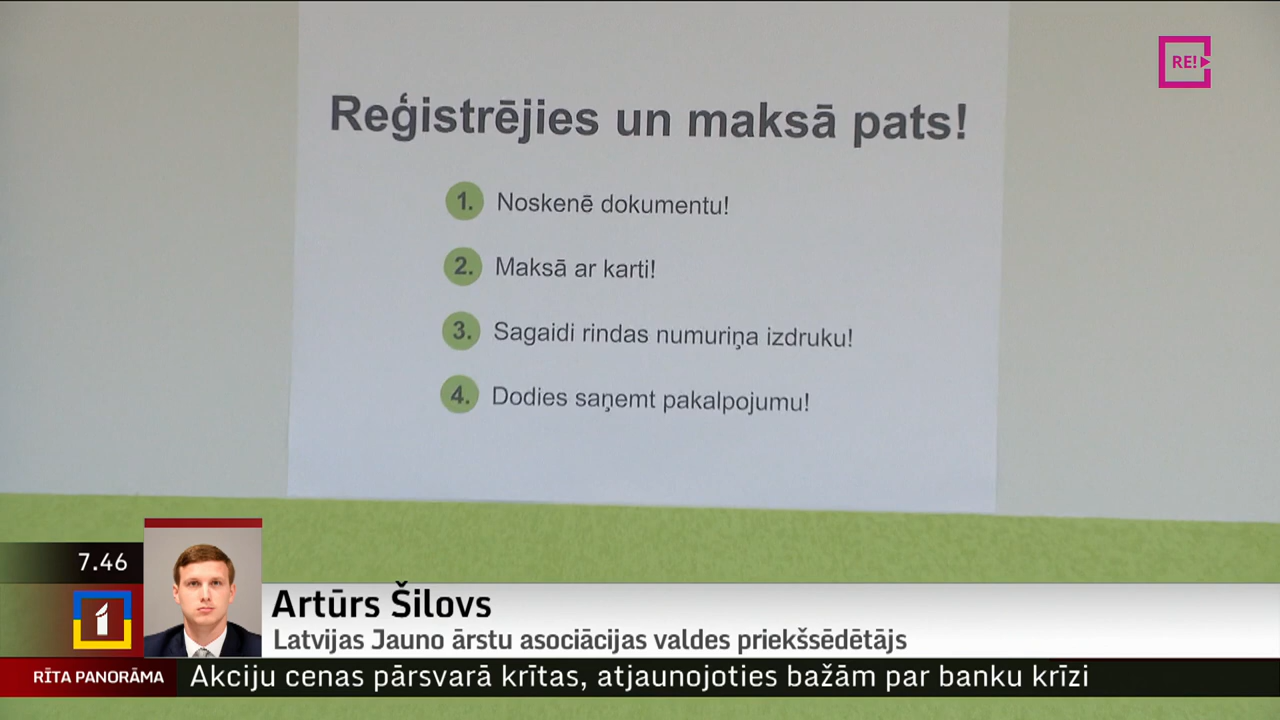 RE!
Reģistrējies un maksā pats!
1. Noskenē dokumentu!
2. Maksā ar karti!
3. Sagaidi rindas numuriņa izdruku!
4. Dodies saņemt pakalpojumu!
7.46
1
Artūrs Šilovs
Latvijas Jauno ārstu asociācijas valdes priekšsēdētājs
RĪTA PANORĀMA Akciju cenas pārsvarā krītas, atjaunojoties bažām par banku krīzi